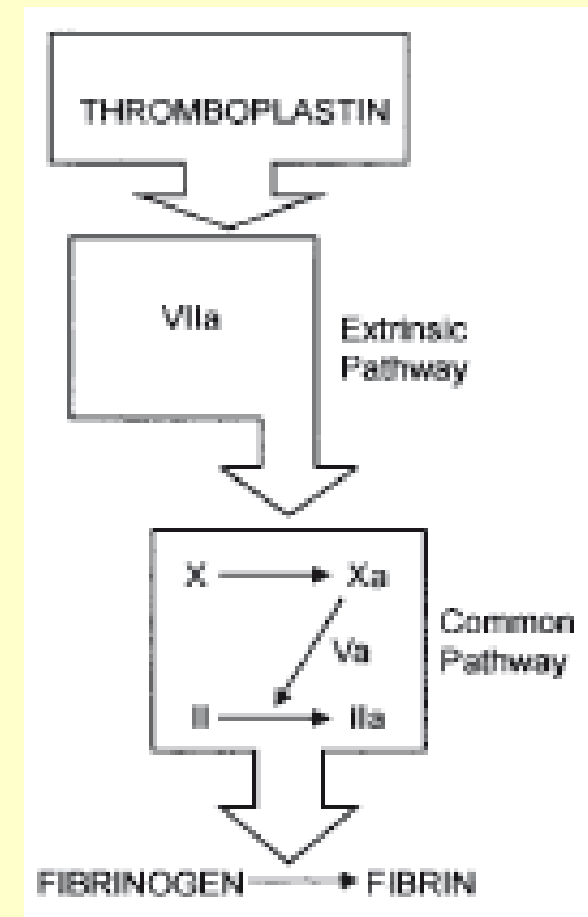 THROMBOPLASTIN
VIIa
Extrinsic
Pathway
X Xa
Va
II IIa
Common
Pathway
FIBRINOGEN FIBRIN